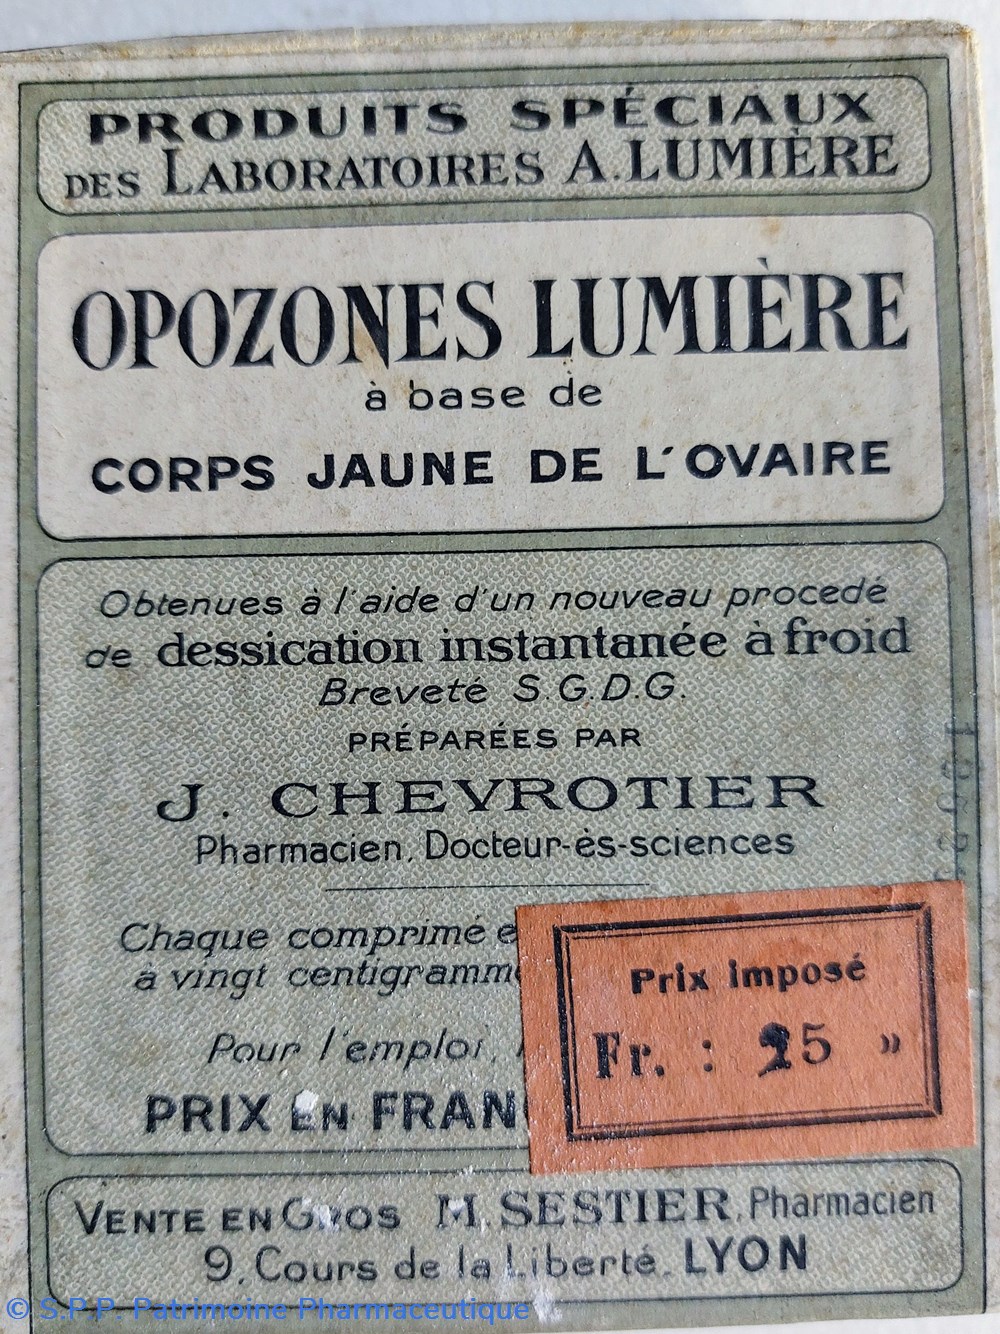 PRODUITS SPÉCIAUX
DES LABORATOIRES A. LUMIÈRE
OPOZONES LUMIÈRE
à base de
CORPS JAUNE DE L'OVAIRE
Obtenues à l'aide d'un nouveau procedé
de dessication instantanée à froid
Breveté S.G.D.G.
PRÉPARÉES PAR
J. CHEVROTIER
Pharmacien, Docteur-ès-sciences
Chaque comprimé
à vingt
Pour l'emploi,
PRIX EN
Prix imposé
Fr. : 25 »
VENTE EN GROS M. SESTIER, Pharmacien
9, Cours de la Liberté. LYON
© S.P.P. Patrimoine Pharmaceutique